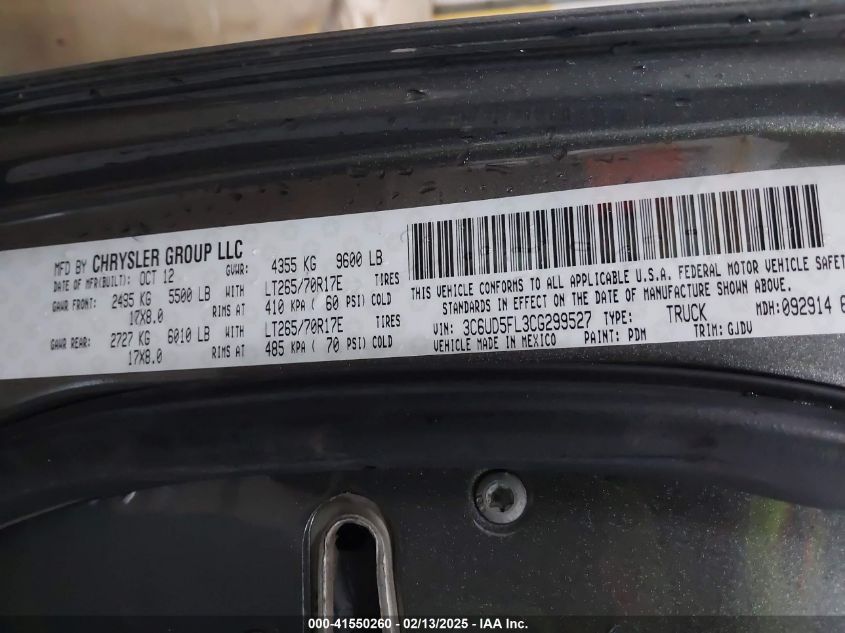 MFD BY CHRYSLER GROUP LLC
DATE OF MFR(BUILT): OCT 12 GVWR: 4355 KG 9600 LB
GAWR FRONT: 2495 KG 5500 LB WITH LT265/70R17E TIRES
17X8.0 RIMS AT 410 KPA ( 60 PSI) COLD
GAWR REAR: 2727 KG 6010 LB WITH LT265/70R17E TIRES
17X8.0 RIMS AT 485 KPA ( 70 PSI) COLD
THIS VEHICLE CONFORMS TO ALL APPLICABLE U.S.A. FEDERAL MOTOR VEHICLE SAFETY
STANDARDS IN EFFECT ON THE DATE OF MANUFACTURE SHOWN ABOVE.
VIN: 3C6UD5FL3CG299527 TYPE: TRUCK MDH:092914
VEHICLE MADE IN MEXICO PAINT: PDM TRIM: GJDV
000-41550260 - 02/13/2025 - IAA Inc.